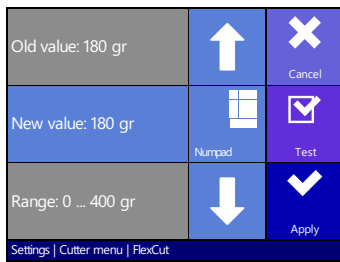 Old value: 180 gr
Cancel
New value: 180 gr
Numpad
Test
Range: 0 ... 400 gr
Apply
Settings | Cutter menu | FlexCut